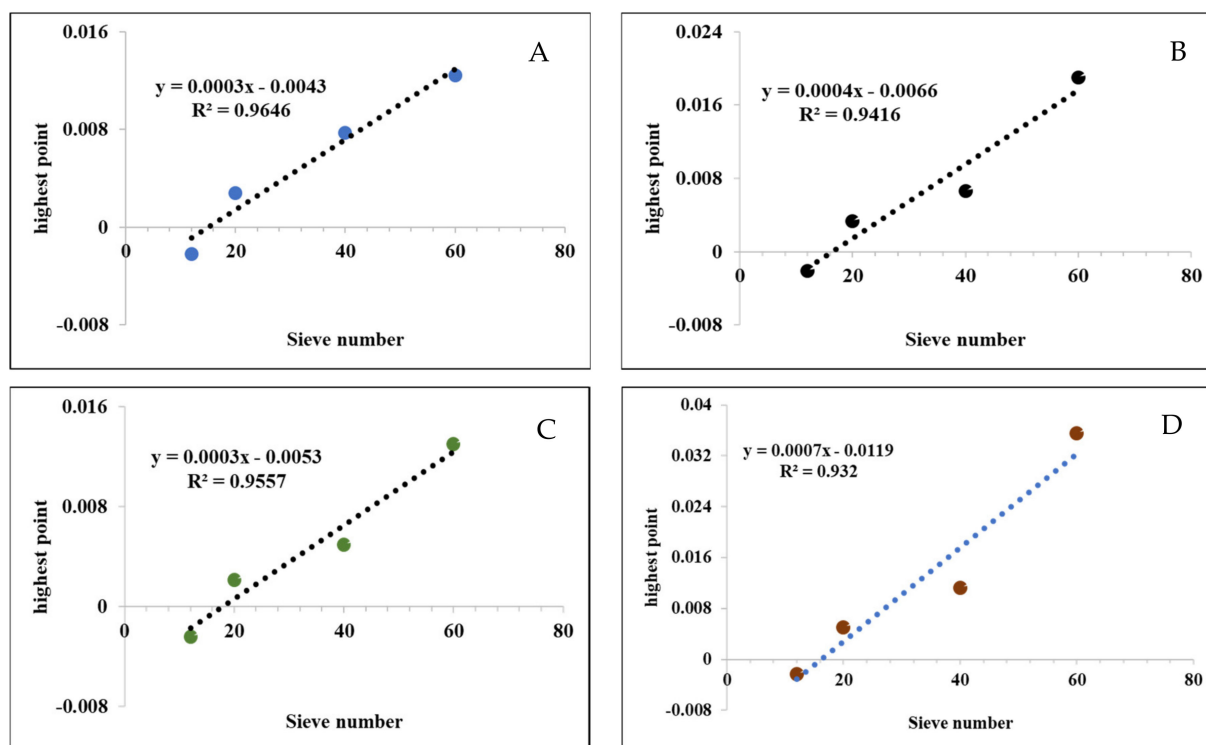 A
0.016
y = 0.0003x - 0.0043
R² = 0.9646
0.008
highest point
0
0 20 40 60 80
-0.008
Sieve number
B
0.024
y = 0.0004x - 0.0066
R² = 0.9416
0.016
highest point
0.008
0
0 20 40 60 80
-0.008
Sieve number
C
0.016
y = 0.0003x - 0.0053
R² = 0.9557
0.008
highest point
0
0 20 40 60 80
-0.008
Sieve number
D
0.04
y = 0.0007x - 0.0119
R² = 0.932
0.032
0.024
highest point
0.016
0.008
0
0 20 40 60 80
-0.008
Sieve number